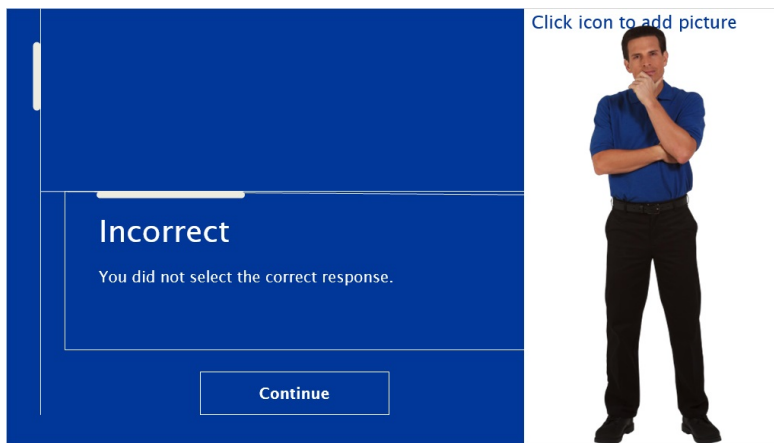 Click icon to add picture
Incorrect
You did not select the correct response.
Continue